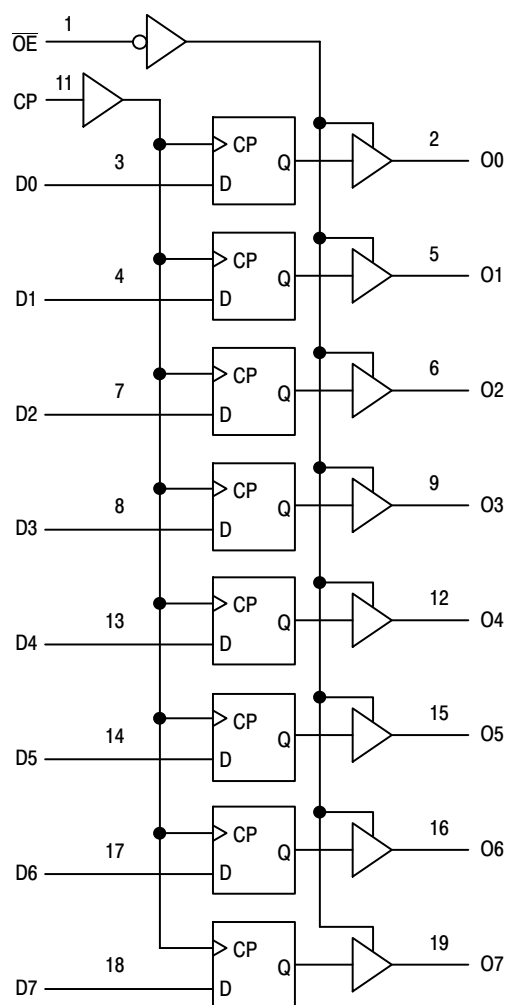 O̅E̅ 1
11
CP
CP
3 Q 2 O0
D0 D
CP
4 Q 5 O1
D1 D
CP
7 Q 6 O2
D2 D
CP
8 Q 9 O3
D3 D
CP
13 Q 12 O4
D4 D
CP
14 Q 15 O5
D5 D
CP
17 Q 16 O6
D6 D
CP
18 Q 19 O7
D7 D